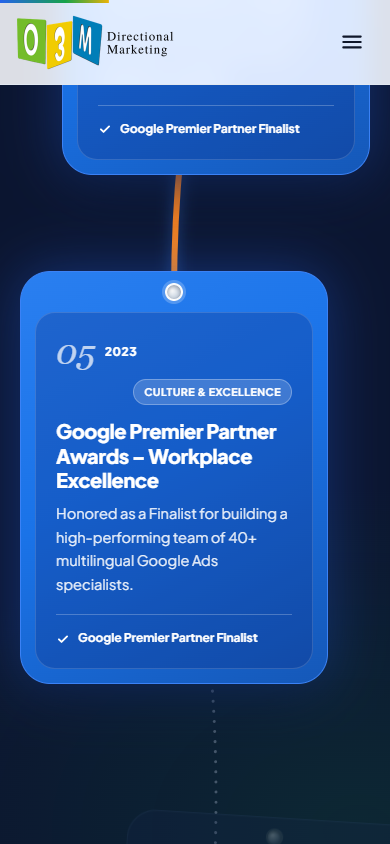 O3M
Directional
Marketing
Google Premier Partner Finalist
05 2023
CULTURE & EXCELLENCE
Google Premier Partner
Awards – Workplace
Excellence
Honored as a Finalist for building a
high-performing team of 40+
multilingual Google Ads
specialists.
Google Premier Partner Finalist